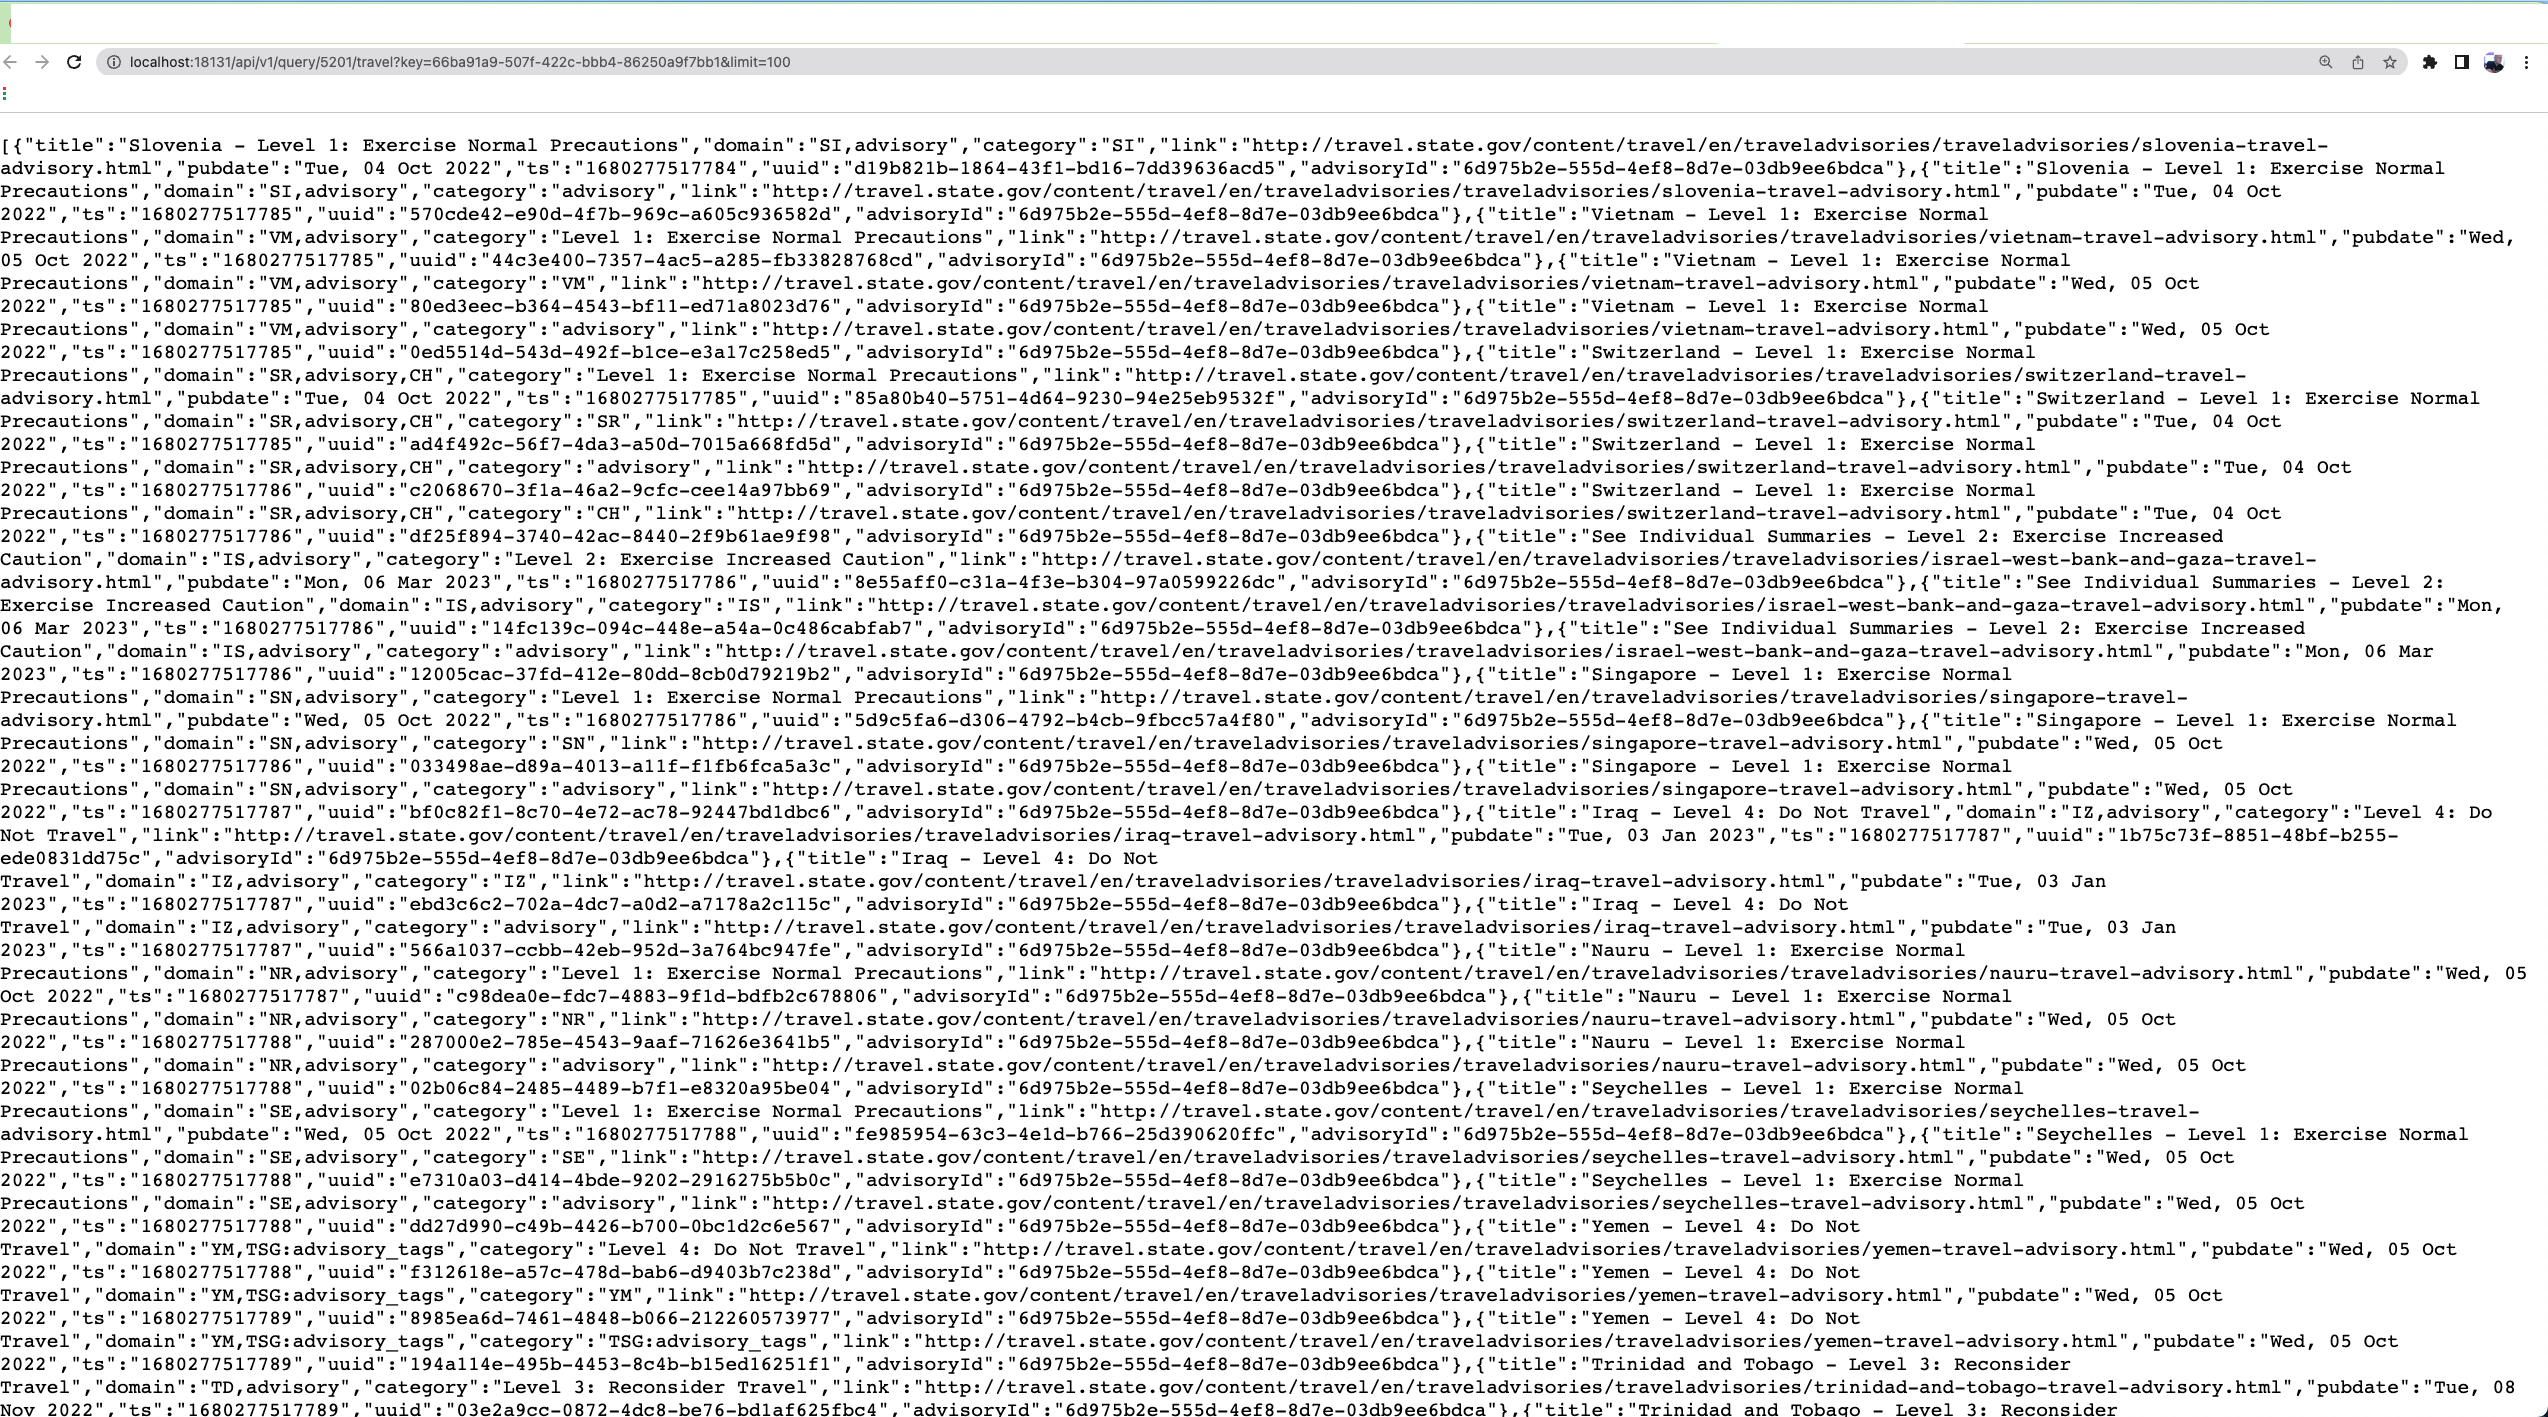 localhost:18131/api/v1/query/5201/travel?key=66ba91a9-507f-422c-bbb4-86250a9f7bb1&limit=100
[{"title":"Slovenia – Level 1: Exercise Normal Precautions","domain":"SI,advisory","category":"SI","link":"http://travel.state.gov/content/travel/en/traveladvisories/traveladvisories/slovenia-travel-
advisory.html","pubdate":"Tue, 04 Oct 2022","ts":"1680277517784","uuid":"d19b821b-1864-43f1-bd16-7dd39636acd5","advisoryId":"6d975b2e-555d-4ef8-8d7e-03db9ee6bdca"},{"title":"Slovenia – Level 1: Exercise Normal
Precautions","domain":"SI,advisory","category":"advisory","link":"http://travel.state.gov/content/travel/en/traveladvisories/traveladvisories/slovenia-travel-advisory.html","pubdate":"Tue, 04 Oct
2022","ts":"1680277517785","uuid":"570cde42-e90d-4f7b-969c-a605c936582d","advisoryId":"6d975b2e-555d-4ef8-8d7e-03db9ee6bdca"},{"title":"Vietnam – Level 1: Exercise Normal
Precautions","domain":"VM,advisory","category":"Level 1: Exercise Normal Precautions","link":"http://travel.state.gov/content/travel/en/traveladvisories/traveladvisories/vietnam-travel-advisory.html","pubdate":"Wed,
05 Oct 2022","ts":"1680277517785","uuid":"44c3e400-7357-4ac5-a285-fb33828768cd","advisoryId":"6d975b2e-555d-4ef8-8d7e-03db9ee6bdca"},{"title":"Vietnam – Level 1: Exercise Normal
Precautions","domain":"VM,advisory","category":"VM","link":"http://travel.state.gov/content/travel/en/traveladvisories/traveladvisories/vietnam-travel-advisory.html","pubdate":"Wed, 05 Oct
2022","ts":"1680277517785","uuid":"80ed3eec-b364-4543-bf11-ed71a8023d76","advisoryId":"6d975b2e-555d-4ef8-8d7e-03db9ee6bdca"},{"title":"Vietnam – Level 1: Exercise Normal
Precautions","domain":"VM,advisory","category":"advisory","link":"http://travel.state.gov/content/travel/en/traveladvisories/traveladvisories/vietnam-travel-advisory.html","pubdate":"Wed, 05 Oct
2022","ts":"1680277517785","uuid":"0ed5514d-543d-492f-b1ce-e3a17c258ed5","advisoryId":"6d975b2e-555d-4ef8-8d7e-03db9ee6bdca"},{"title":"Switzerland – Level 1: Exercise Normal
Precautions","domain":"SR,advisory,CH","category":"Level 1: Exercise Normal Precautions","link":"http://travel.state.gov/content/travel/en/traveladvisories/traveladvisories/switzerland-travel-
advisory.html","pubdate":"Tue, 04 Oct 2022","ts":"1680277517785","uuid":"85a80b40-5751-4d64-9230-94e25eb9532f","advisoryId":"6d975b2e-555d-4ef8-8d7e-03db9ee6bdca"},{"title":"Switzerland – Level 1: Exercise Normal
Precautions","domain":"SR,advisory,CH","category":"SR","link":"http://travel.state.gov/content/travel/en/traveladvisories/traveladvisories/switzerland-travel-advisory.html","pubdate":"Tue, 04 Oct
2022","ts":"1680277517785","uuid":"ad4f492c-56f7-4da3-a50d-7015a668fd5d","advisoryId":"6d975b2e-555d-4ef8-8d7e-03db9ee6bdca"},{"title":"Switzerland – Level 1: Exercise Normal
Precautions","domain":"SR,advisory,CH","category":"advisory","link":"http://travel.state.gov/content/travel/en/traveladvisories/traveladvisories/switzerland-travel-advisory.html","pubdate":"Tue, 04 Oct
2022","ts":"1680277517786","uuid":"c2068670-3f1a-46a2-9cfc-cee14a97bb69","advisoryId":"6d975b2e-555d-4ef8-8d7e-03db9ee6bdca"},{"title":"Switzerland – Level 1: Exercise Normal
Precautions","domain":"SR,advisory,CH","category":"CH","link":"http://travel.state.gov/content/travel/en/traveladvisories/traveladvisories/switzerland-travel-advisory.html","pubdate":"Tue, 04 Oct
2022","ts":"1680277517786","uuid":"df25f894-3740-42ac-8440-2f9b61ae9f98","advisoryId":"6d975b2e-555d-4ef8-8d7e-03db9ee6bdca"},{"title":"See Individual Summaries – Level 2: Exercise Increased
Caution","domain":"IS,advisory","category":"Level 2: Exercise Increased Caution","link":"http://travel.state.gov/content/travel/en/traveladvisories/traveladvisories/israel-west-bank-and-gaza-travel-
advisory.html","pubdate":"Mon, 06 Mar 2023","ts":"1680277517786","uuid":"8e55aff0-c31a-4f3e-b304-97a0599226dc","advisoryId":"6d975b2e-555d-4ef8-8d7e-03db9ee6bdca"},{"title":"See Individual Summaries – Level 2:
Exercise Increased Caution","domain":"IS,advisory","category":"IS","link":"http://travel.state.gov/content/travel/en/traveladvisories/traveladvisories/israel-west-bank-and-gaza-travel-advisory.html","pubdate":"Mon,
06 Mar 2023","ts":"1680277517786","uuid":"14fc139c-094c-448e-a54a-0c486cabfab7","advisoryId":"6d975b2e-555d-4ef8-8d7e-03db9ee6bdca"},{"title":"See Individual Summaries – Level 2: Exercise Increased
Caution","domain":"IS,advisory","category":"advisory","link":"http://travel.state.gov/content/travel/en/traveladvisories/traveladvisories/israel-west-bank-and-gaza-travel-advisory.html","pubdate":"Mon, 06 Mar
2023","ts":"1680277517786","uuid":"12005cac-37fd-412e-80dd-8cb0d79219b2","advisoryId":"6d975b2e-555d-4ef8-8d7e-03db9ee6bdca"},{"title":"Singapore – Level 1: Exercise Normal
Precautions","domain":"SN,advisory","category":"Level 1: Exercise Normal Precautions","link":"http://travel.state.gov/content/travel/en/traveladvisories/traveladvisories/singapore-travel-
advisory.html","pubdate":"Wed, 05 Oct 2022","ts":"1680277517786","uuid":"5d9c5fa6-d306-4792-b4cb-9fbcc57a4f80","advisoryId":"6d975b2e-555d-4ef8-8d7e-03db9ee6bdca"},{"title":"Singapore – Level 1: Exercise Normal
Precautions","domain":"SN,advisory","category":"SN","link":"http://travel.state.gov/content/travel/en/traveladvisories/traveladvisories/singapore-travel-advisory.html","pubdate":"Wed, 05 Oct
2022","ts":"1680277517786","uuid":"033498ae-d89a-4013-a11f-f1fb6fca5a3c","advisoryId":"6d975b2e-555d-4ef8-8d7e-03db9ee6bdca"},{"title":"Singapore – Level 1: Exercise Normal
Precautions","domain":"SN,advisory","category":"advisory","link":"http://travel.state.gov/content/travel/en/traveladvisories/traveladvisories/singapore-travel-advisory.html","pubdate":"Wed, 05 Oct
2022","ts":"1680277517787","uuid":"bf0c82f1-8c70-4e72-ac78-92447bd1dbc6","advisoryId":"6d975b2e-555d-4ef8-8d7e-03db9ee6bdca"},{"title":"Iraq – Level 4: Do Not Travel","domain":"IZ,advisory","category":"Level 4: Do
Not Travel","link":"http://travel.state.gov/content/travel/en/traveladvisories/traveladvisories/iraq-travel-advisory.html","pubdate":"Tue, 03 Jan 2023","ts":"1680277517787","uuid":"1b75c73f-8851-48bf-b255-
ede0831dd75c","advisoryId":"6d975b2e-555d-4ef8-8d7e-03db9ee6bdca"},{"title":"Iraq – Level 4: Do Not
Travel","domain":"IZ,advisory","category":"IZ","link":"http://travel.state.gov/content/travel/en/traveladvisories/traveladvisories/iraq-travel-advisory.html","pubdate":"Tue, 03 Jan
2023","ts":"1680277517787","uuid":"ebd3c6c2-702a-4dc7-a0d2-a7178a2c115c","advisoryId":"6d975b2e-555d-4ef8-8d7e-03db9ee6bdca"},{"title":"Iraq – Level 4: Do Not
Travel","domain":"IZ,advisory","category":"advisory","link":"http://travel.state.gov/content/travel/en/traveladvisories/traveladvisories/iraq-travel-advisory.html","pubdate":"Tue, 03 Jan
2023","ts":"1680277517787","uuid":"566a1037-ccbb-42eb-952d-3a764bc947fe","advisoryId":"6d975b2e-555d-4ef8-8d7e-03db9ee6bdca"},{"title":"Nauru – Level 1: Exercise Normal
Precautions","domain":"NR,advisory","category":"Level 1: Exercise Normal Precautions","link":"http://travel.state.gov/content/travel/en/traveladvisories/traveladvisories/nauru-travel-advisory.html","pubdate":"Wed, 05
Oct 2022","ts":"1680277517787","uuid":"c98dea0e-fdc7-4883-9f1d-bdfb2c678806","advisoryId":"6d975b2e-555d-4ef8-8d7e-03db9ee6bdca"},{"title":"Nauru – Level 1: Exercise Normal
Precautions","domain":"NR,advisory","category":"NR","link":"http://travel.state.gov/content/travel/en/traveladvisories/traveladvisories/nauru-travel-advisory.html","pubdate":"Wed, 05 Oct
2022","ts":"1680277517788","uuid":"287000e2-785e-4543-9aaf-71626e3641b5","advisoryId":"6d975b2e-555d-4ef8-8d7e-03db9ee6bdca"},{"title":"Nauru – Level 1: Exercise Normal
Precautions","domain":"NR,advisory","category":"advisory","link":"http://travel.state.gov/content/travel/en/traveladvisories/traveladvisories/nauru-travel-advisory.html","pubdate":"Wed, 05 Oct
2022","ts":"1680277517788","uuid":"02b06c84-2485-4489-b7f1-e8320a95be04","advisoryId":"6d975b2e-555d-4ef8-8d7e-03db9ee6bdca"},{"title":"Seychelles – Level 1: Exercise Normal
Precautions","domain":"SE,advisory","category":"Level 1: Exercise Normal Precautions","link":"http://travel.state.gov/content/travel/en/traveladvisories/traveladvisories/seychelles-travel-
advisory.html","pubdate":"Wed, 05 Oct 2022","ts":"1680277517788","uuid":"fe985954-63c3-4e1d-b766-25d390620ffc","advisoryId":"6d975b2e-555d-4ef8-8d7e-03db9ee6bdca"},{"title":"Seychelles – Level 1: Exercise Normal
Precautions","domain":"SE,advisory","category":"SE","link":"http://travel.state.gov/content/travel/en/traveladvisories/traveladvisories/seychelles-travel-advisory.html","pubdate":"Wed, 05 Oct
2022","ts":"1680277517788","uuid":"e7310a03-d414-4bde-9202-2916275b5b0c","advisoryId":"6d975b2e-555d-4ef8-8d7e-03db9ee6bdca"},{"title":"Seychelles – Level 1: Exercise Normal
Precautions","domain":"SE,advisory","category":"advisory","link":"http://travel.state.gov/content/travel/en/traveladvisories/traveladvisories/seychelles-travel-advisory.html","pubdate":"Wed, 05 Oct
2022","ts":"1680277517788","uuid":"dd27d990-c49b-4426-b700-0bc1d2c6e567","advisoryId":"6d975b2e-555d-4ef8-8d7e-03db9ee6bdca"},{"title":"Yemen – Level 4: Do Not
Travel","domain":"YM,TSG:advisory_tags","category":"Level 4: Do Not Travel","link":"http://travel.state.gov/content/travel/en/traveladvisories/traveladvisories/yemen-travel-advisory.html","pubdate":"Wed, 05 Oct
2022","ts":"1680277517788","uuid":"f312618e-a57c-478d-bab6-d9403b7c238d","advisoryId":"6d975b2e-555d-4ef8-8d7e-03db9ee6bdca"},{"title":"Yemen – Level 4: Do Not
Travel","domain":"YM,TSG:advisory_tags","category":"YM","link":"http://travel.state.gov/content/travel/en/traveladvisories/traveladvisories/yemen-travel-advisory.html","pubdate":"Wed, 05 Oct
2022","ts":"1680277517789","uuid":"8985ea6d-7461-4848-b066-212260573977","advisoryId":"6d975b2e-555d-4ef8-8d7e-03db9ee6bdca"},{"title":"Yemen – Level 4: Do Not
Travel","domain":"YM,TSG:advisory_tags","category":"TSG:advisory_tags","link":"http://travel.state.gov/content/travel/en/traveladvisories/traveladvisories/yemen-travel-advisory.html","pubdate":"Wed, 05 Oct
2022","ts":"1680277517789","uuid":"194a114e-495b-4453-8c4b-b15ed16251f1","advisoryId":"6d975b2e-555d-4ef8-8d7e-03db9ee6bdca"},{"title":"Trinidad and Tobago – Level 3: Reconsider
Travel","domain":"TD,advisory","category":"Level 3: Reconsider Travel","link":"http://travel.state.gov/content/travel/en/traveladvisories/traveladvisories/trinidad-and-tobago-travel-advisory.html","pubdate":"Tue, 08
Nov 2022","ts":"1680277517789","uuid":"03e2a9cc-0872-4dc8-be76-bd1af625fbc4","advisoryId":"6d975b2e-555d-4ef8-8d7e-03db9ee6bdca"},{"title":"Trinidad and Tobago – Level 3: Reconsider